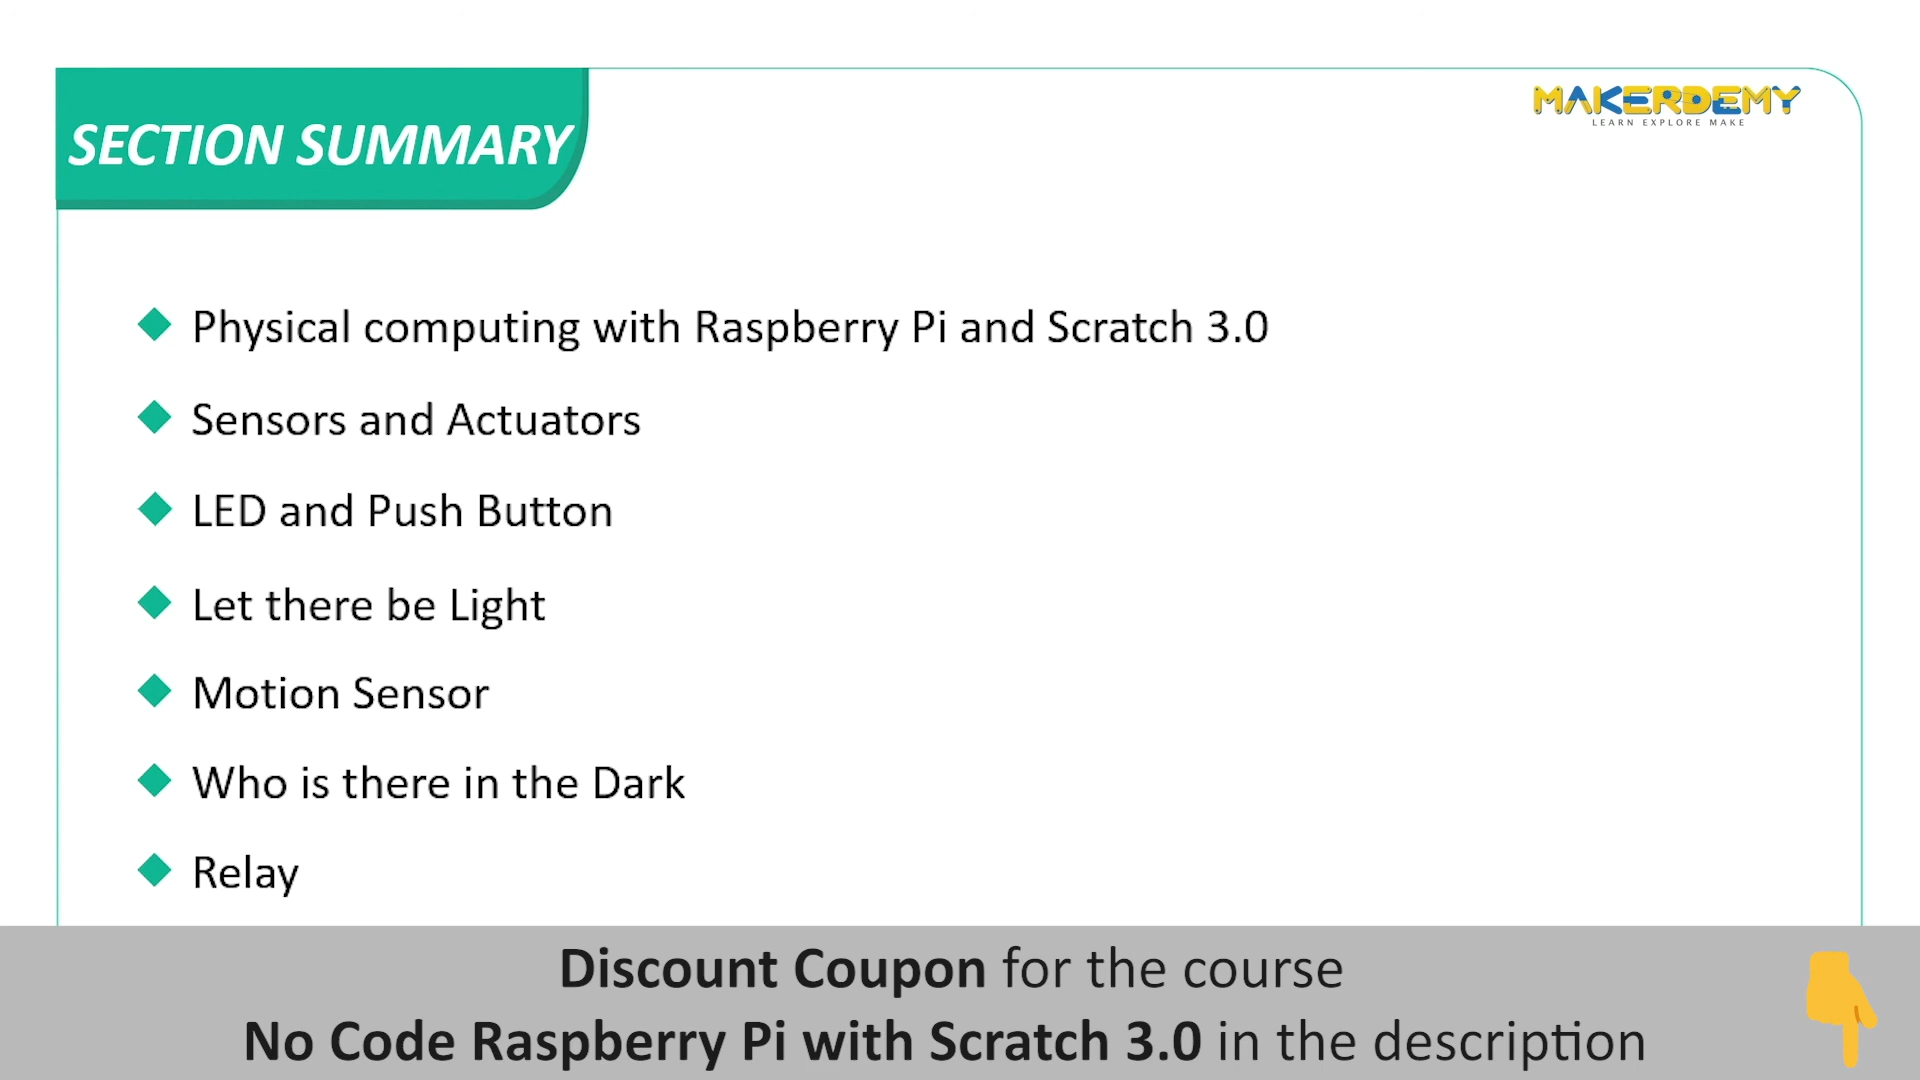 SECTION SUMMARY
MAKERDEMY
LEARN EXPLORE MAKE
Physical computing with Raspberry Pi and Scratch 3.0
Sensors and Actuators
LED and Push Button
Let there be Light
Motion Sensor
Who is there in the Dark
Relay
Discount Coupon for the course
No Code Raspberry Pi with Scratch 3.0 in the description